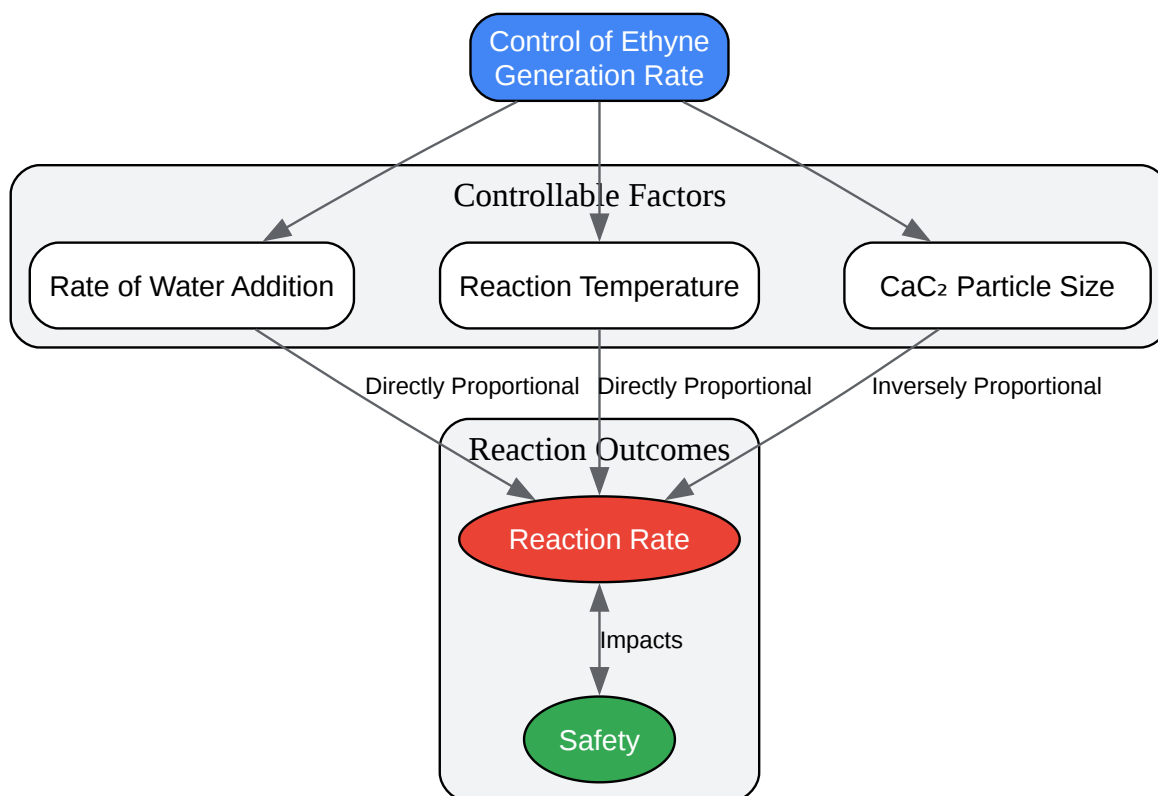 Control of Ethyne
Generation Rate
Controllable Factors
Rate of Water Addition
Reaction Temperature
CaC₂ Particle Size
Directly Proportional
Directly Proportional
Inversely Proportional
Reaction Outcomes
Reaction Rate
Impacts
Safety